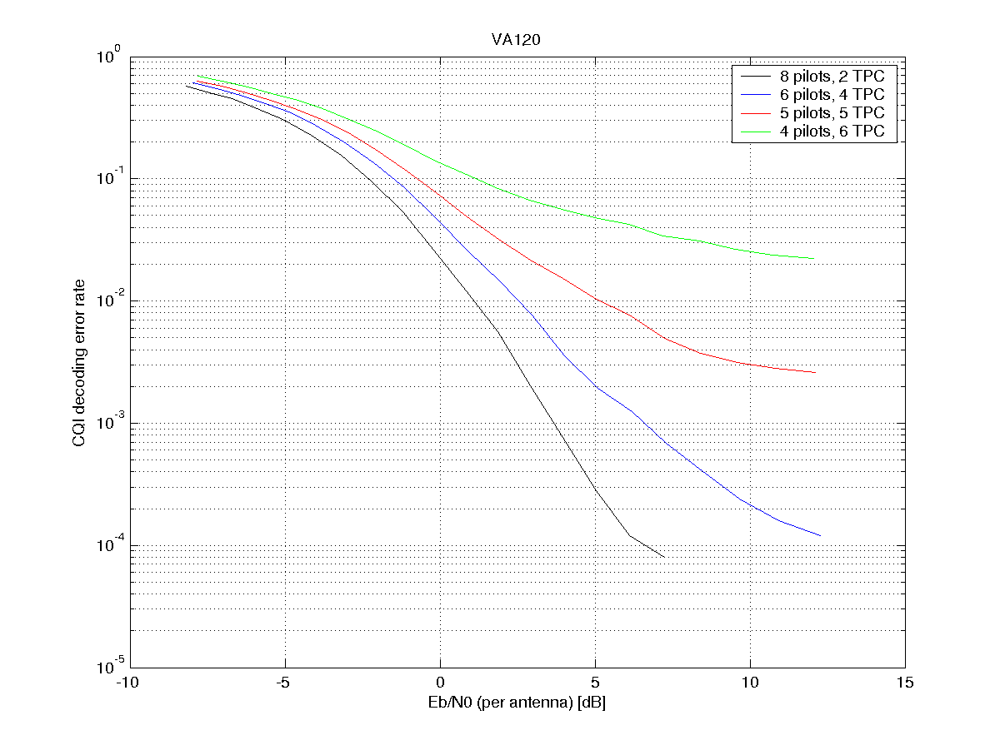 VA120
8 pilots, 2 TPC
6 pilots, 4 TPC
5 pilots, 5 TPC
4 pilots, 6 TPC
10^0
10^-1
10^-2
10^-3
10^-4
10^-5
CQI decoding error rate
-10 -5 0 5 10 15
Eb/N0 (per antenna) [dB]